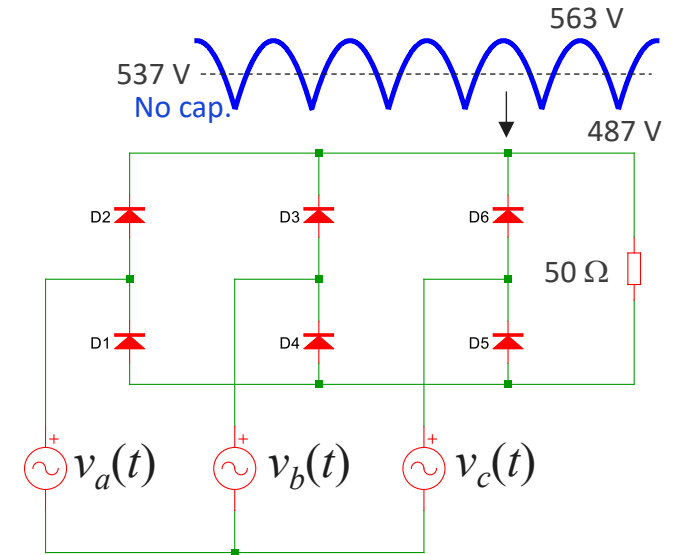 563 V
537 V
No cap.
487 V
D2
D3
D6
50 Ω
D1
D4
D5
+
+
+
v_a(t)
v_b(t)
v_c(t)